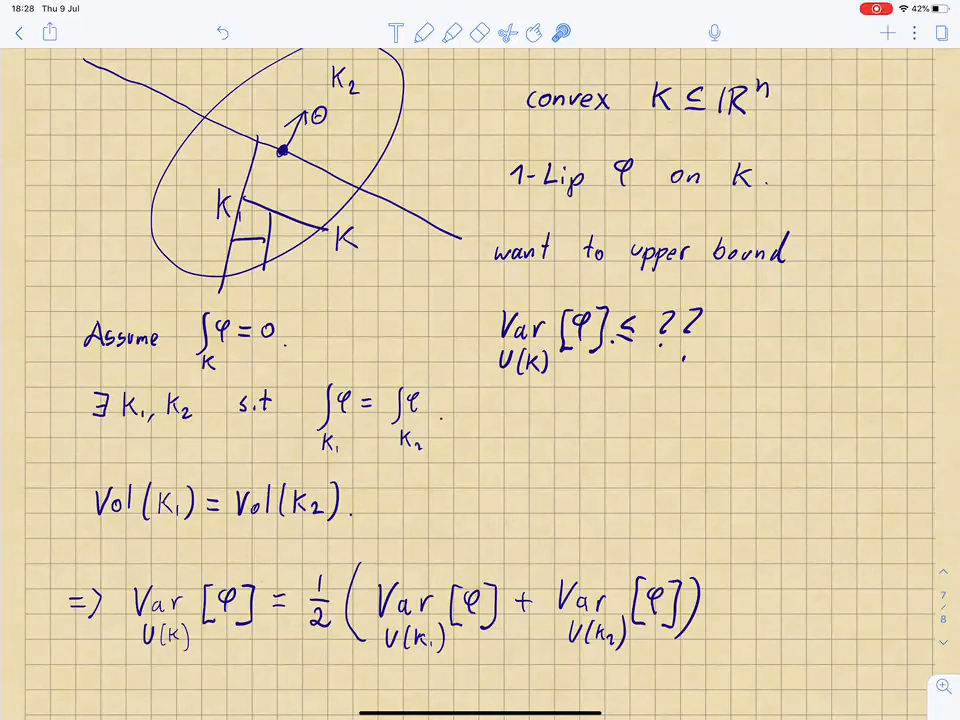 18:28 Thu 9 Jul
42%
K₂
θ
K₁
K
convex K ⊆ ℝⁿ
1-Lip φ on K.
want to upper bound
Var_{U(K)} [φ] ≤ ??
Assume ∫_K φ = 0.
∃ K₁, K₂ s.t ∫_{K₁} φ = ∫_{K₂} φ.
Vol(K₁) = Vol(K₂).
=> Var_{U(K)} [φ] = 1/2 ( Var_{U(K₁)} [φ] + Var_{U(K₂)} [φ] )
7
/
8